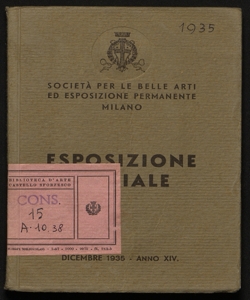 1935
SOCIETÀ PER LE BELLE ARTI
ED ESPOSIZIONE PERMANENTE
MILANO
ESPOSIZIONE
IALE
BIBLIOTECA D'ARTE
CASTELLO SFORZESCO
CONS.
15
A-10.38
DICEMBRE 1935 - ANNO XIV.